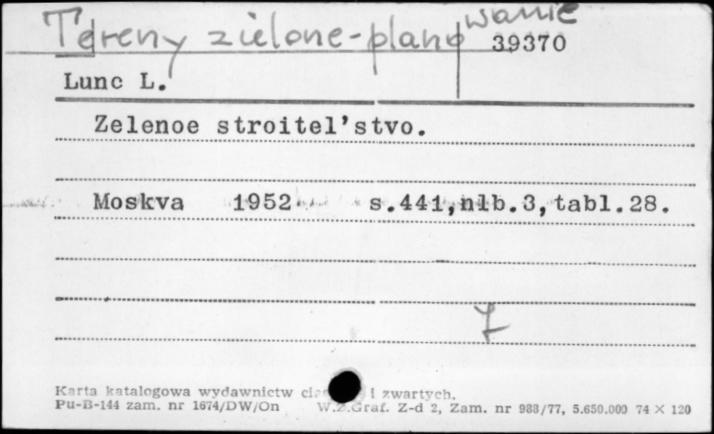 Tereny zielone-planowanie
39370
Lunc L.
Zelenoe stroitel'stvo.
Moskva 1952 s.441,nlb.3,tabl.28.
Karta katalogowa wydawnictw i zwartych.
Pu-B-144 zam. nr 1674/DW/On W.Z.Graf. Z-d 2, Zam. nr 988/77, 5.650.000 74 × 120